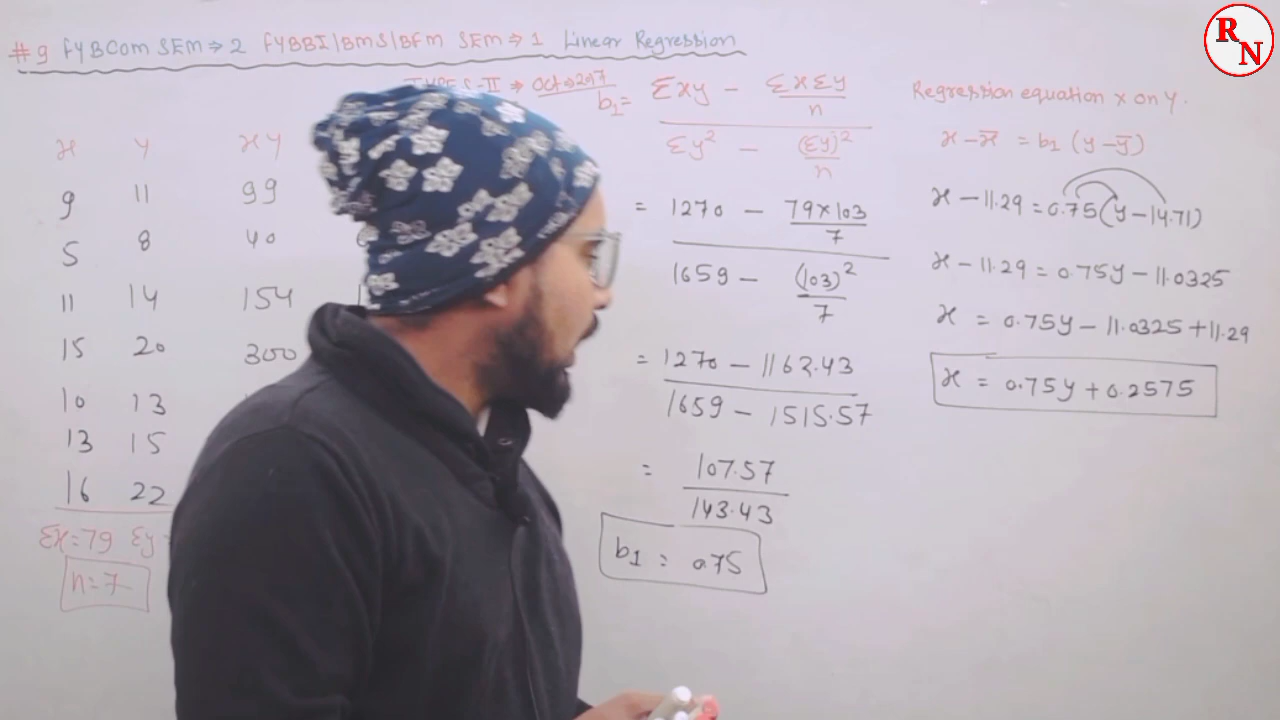 #9 FYBCom SEM ⇒ 2 FYBBI/BMS/BFM SEM ⇒ 1 Linear Regression
R N
II ⇒ Oct ⇒ 2017
x y xy
9 11 99
5 8 40
11 14 154
15 20 300
10 13
13 15
16 22
Σx=79 Σy
n=7
b1= Σxy − ΣxΣy/n
Σy² − (Σy)²/n
= 1270 − 79×103/7
1659 − (103)²/7
= 1270 − 1162.43
1659 − 1515.57
= 107.57
143.43
b1 = 0.75
Regression equation x on y.
x − x̄ = b1 (y − ȳ)
x − 11.29 = 0.75(y − 14.71)
x − 11.29 = 0.75y − 11.0325
x = 0.75y − 11.0325 + 11.29
x = 0.75y + 0.2575